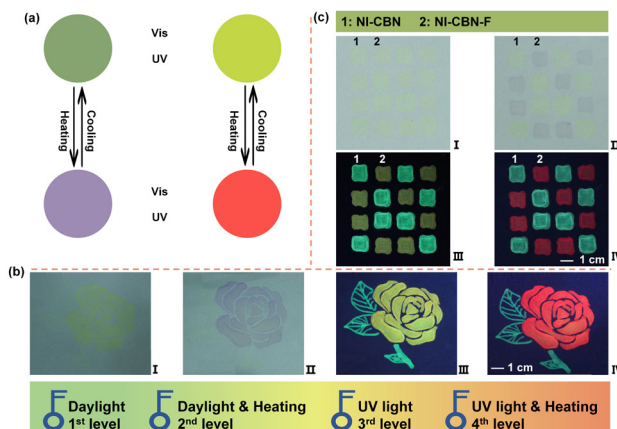 (a)
Vis
UV
Heating
Cooling
Heating
Cooling
Vis
UV
(c)
1: NI-CBN 2: NI-CBN-F
1 2
I
1 2
II
1 2
III
1 2
1 cm
IV
(b)
I
II
III
1 cm
IV
Daylight
1st level
Daylight & Heating
2nd level
UV light
3rd level
UV light & Heating
4th level